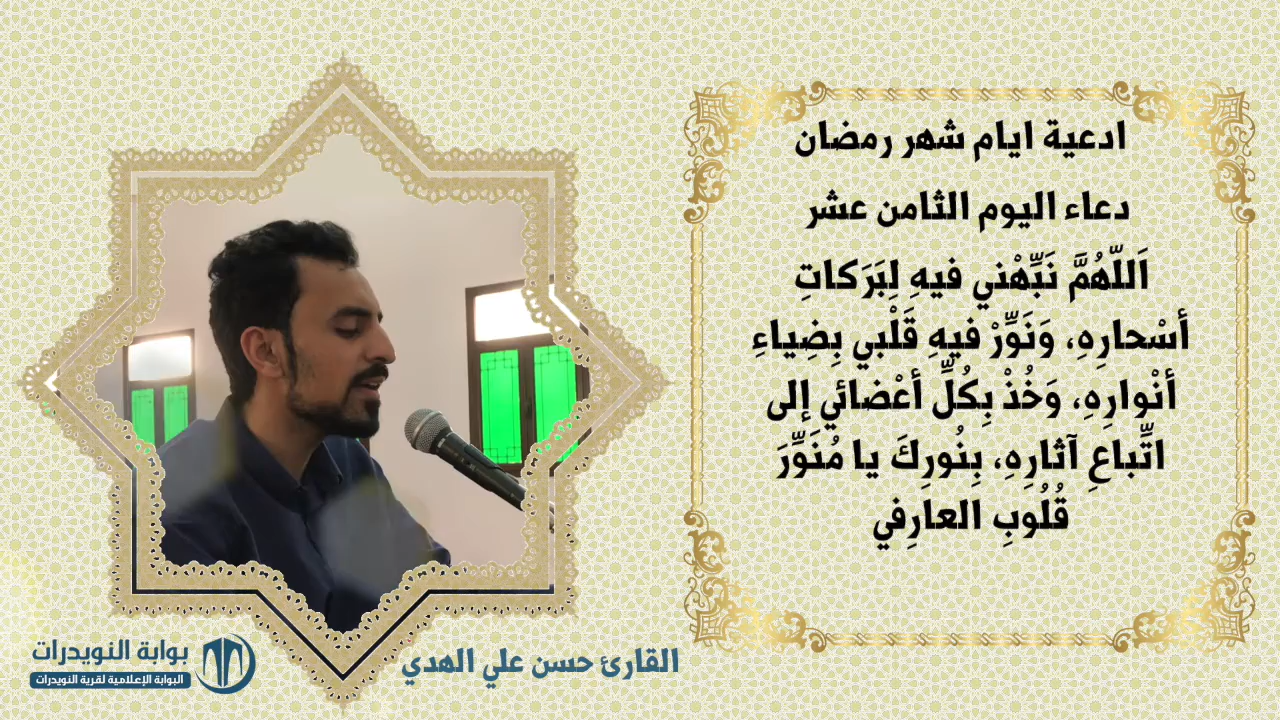 ادعية ايام شهر رمضان
دعاء اليوم الثامن عشر
اَللّهُمَّ نَبِّهْني فيهِ لِبَرَكاتِ
أسْحارِهِ، وَنَوِّرْ فيهِ قَلْبي بِضِياءِ
أنْوارِهِ، وَخُذْ بِكُلِّ أعْضائي إلى
اتِّباعِ آثارِهِ، بِنُورِكَ يا مُنَوِّرَ
قُلُوبِ العارِفي
القارئ حسن علي الهدي
بوابة النويدرات
البوابة الإعلامية لقرية النويدرات